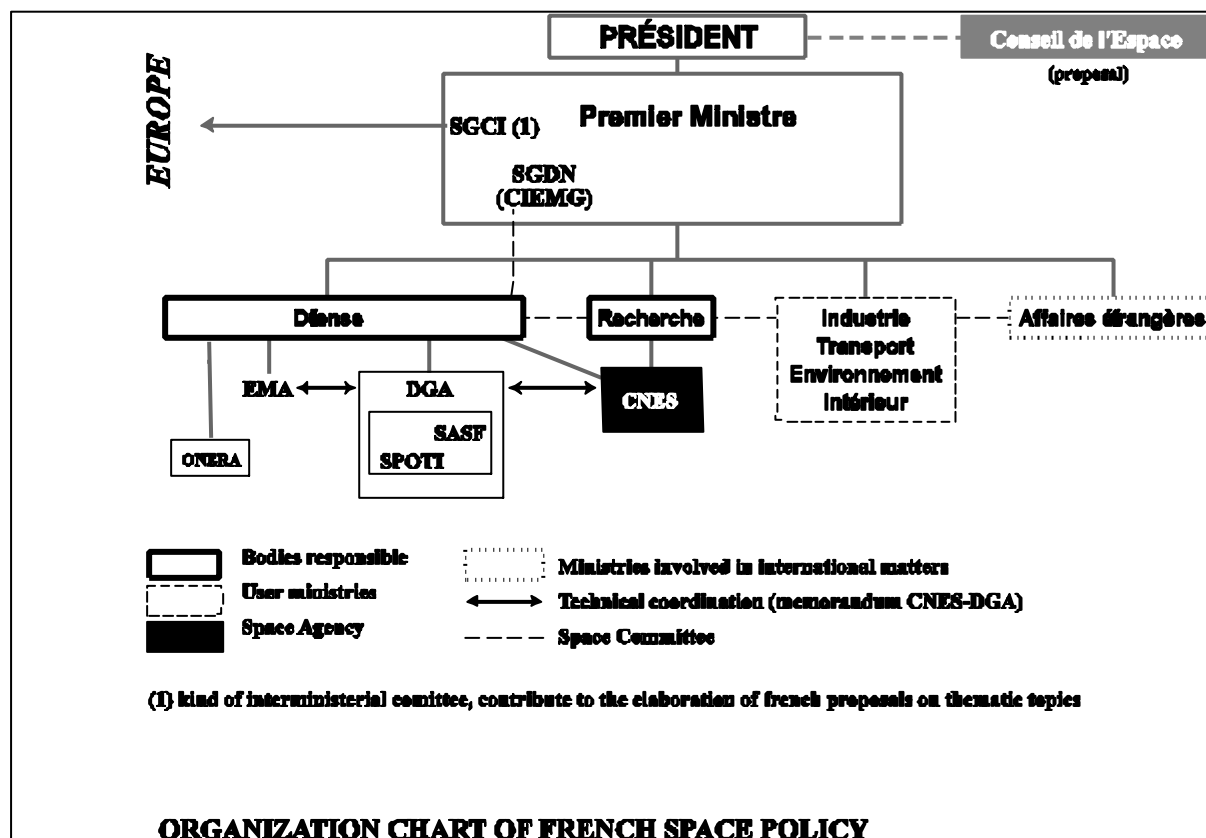 PRÉSIDENT
Conseil de l'Espace
(proposal)
EUROPE
SGCI (1)
Premier Ministre
SGDN
(CIEMG)
Défense
Recherche
Industrie
Transport
Environnement
Intérieur
Affaires étrangères
EMA
DGA
CNES
SASF
SPOTI
ONERA
Bodies responsible
User ministries
Space Agency
Ministries involved in international matters
Technical coordination (memorandum CNES-DGA)
Space Committee
(1) kind of interministerial comittee, contribute to the elaboration of french proposals on thematic topics
ORGANIZATION CHART OF FRENCH SPACE POLICY